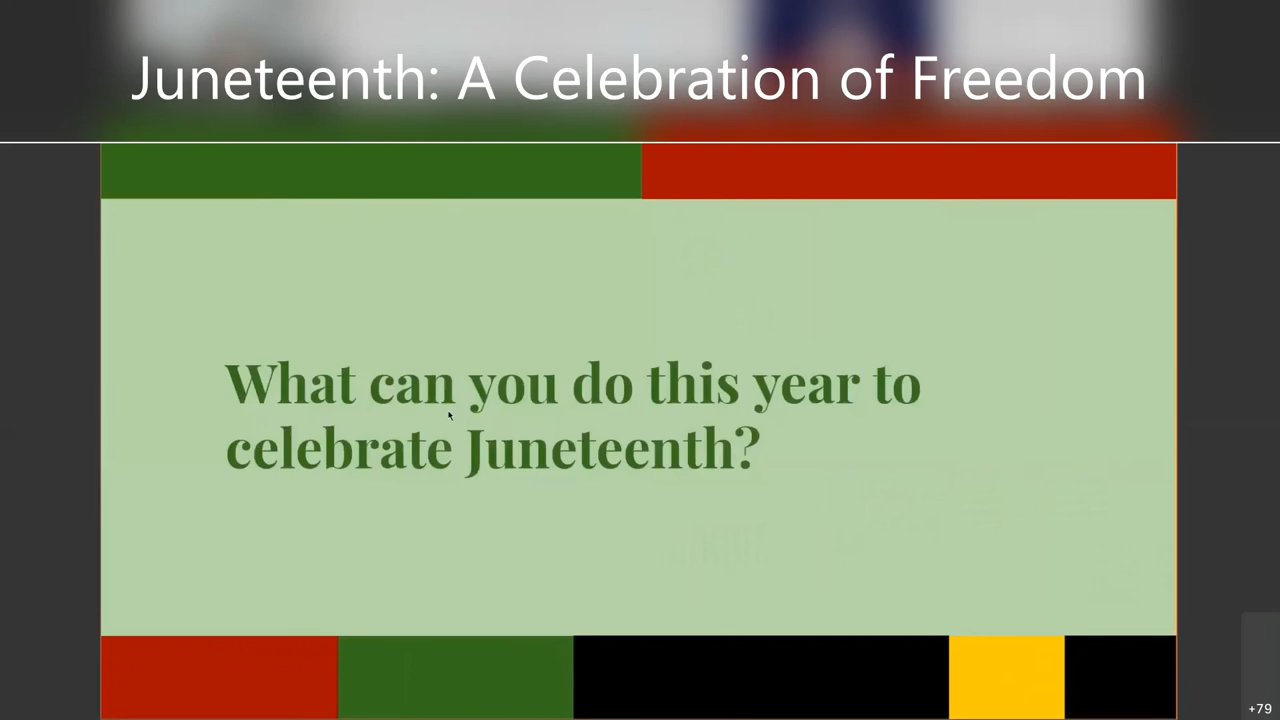 Juneteenth: A Celebration of Freedom
What can you do this year to
celebrate Juneteenth?
+79